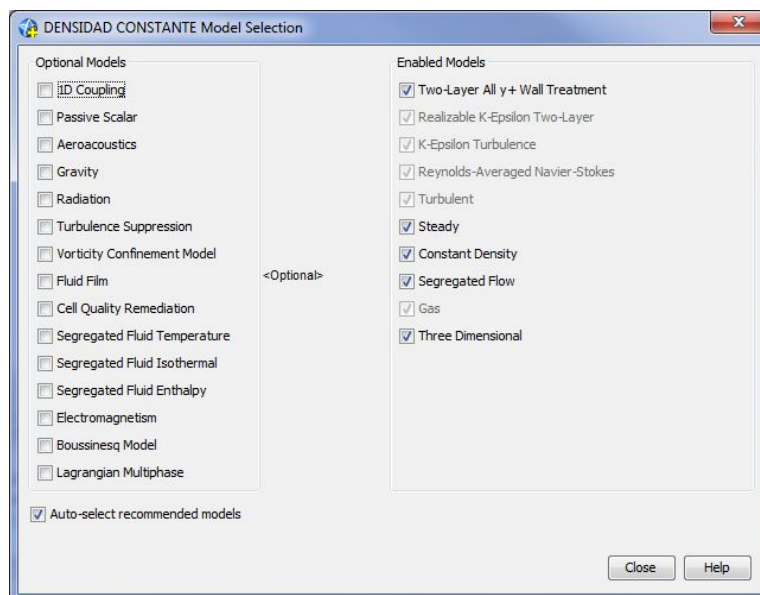 DENSIDAD CONSTANTE Model Selection
Optional Models
1D Coupling
Passive Scalar
Aeroacoustics
Gravity
Radiation
Turbulence Suppression
Vorticity Confinement Model
Fluid Film
Cell Quality Remediation
Segregated Fluid Temperature
Segregated Fluid Isothermal
Segregated Fluid Enthalpy
Electromagnetism
Boussinesq Model
Lagrangian Multiphase
<Optional>
Enabled Models
Two-Layer All y+ Wall Treatment
Realizable K-Epsilon Two-Layer
K-Epsilon Turbulence
Reynolds-Averaged Navier-Stokes
Turbulent
Steady
Constant Density
Segregated Flow
Gas
Three Dimensional
Auto-select recommended models
Close Help